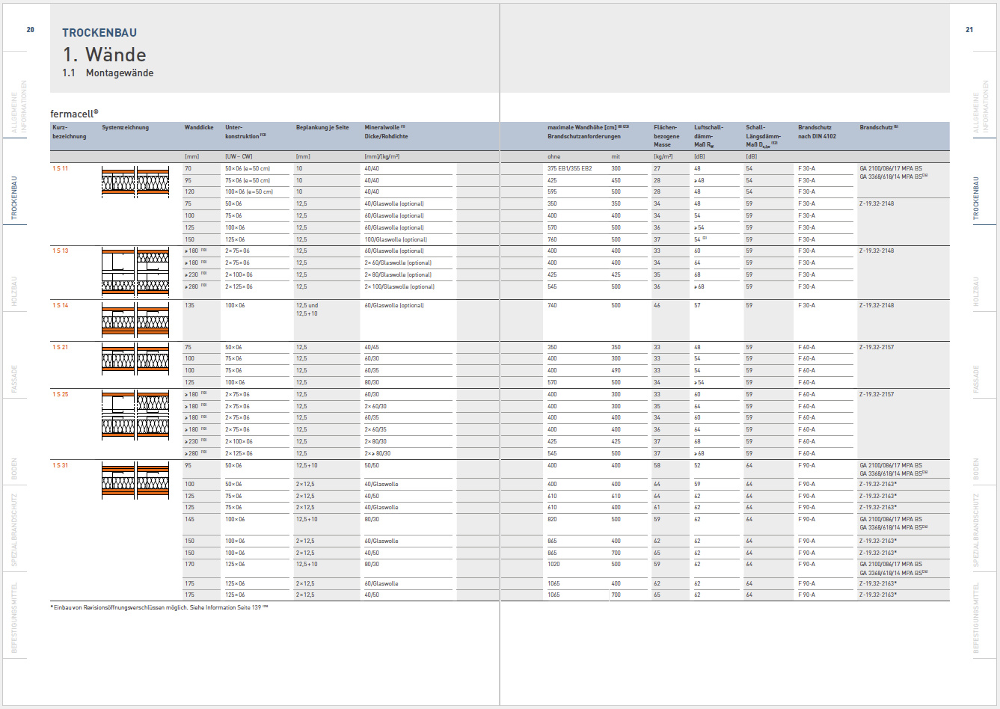 20
21
TROCKENBAU
1. Wände
1.1 Montagewände
fermacell®
Kurz- Systemzeichnung Wanddicke Unter- Beplankung je Seite Mineralwolle [1] maximale Wandhöhe [cm] [8] [23] Flächen- Luftschall- Schall- Brandschutz Brandschutz [5]
bezeichnung konstruktion [13] Dicke/Rohdichte Brandschutzanforderungen bezogene dämm- Längsdämm- nach DIN 4102
Masse Maß Rw Maß Dn,l,w [12]
[mm] [UW – CW] [mm] [mm]/[kg/m³] ohne mit [kg/m²] [dB] [dB]
1 S 11 70 50 × 06 (e = 50 cm) 10 40/40 375 EB1/355 EB2 300 27 48 54 F 30-A GA 2100/086/17 MPA BS
GA 3368/618/14 MPA BS[24]
95 75 × 06 (e = 50 cm) 10 40/40 425 450 28 ≥ 48 54 F 30-A
120 100 × 06 (e = 50 cm) 10 40/40 595 500 28 48 54 F 30-A
75 50 × 06 12,5 40/Glaswolle (optional) 350 350 34 48 59 F 30-A Z-19.32-2148
100 75 × 06 12,5 60/Glaswolle (optional) 400 400 34 54 59 F 30-A
125 100 × 06 12,5 60/Glaswolle (optional) 570 500 36 ≥ 54 59 F 30-A
150 125 × 06 12,5 100/Glaswolle (optional) 760 500 37 54 [3] 59 F 30-A
1 S 13 ≥ 180 [10] 2 × 75 × 06 12,5 60/Glaswolle (optional) 400 400 33 60 59 F 30-A Z-19.32-2148
≥ 180 [10] 2 × 75 × 06 12,5 2 × 60/Glaswolle (optional) 400 400 34 64 59 F 30-A
≥ 230 [10] 2 × 100 × 06 12,5 2 × 80/Glaswolle (optional) 425 425 35 68 59 F 30-A
≥ 280 [10] 2 × 125 × 06 12,5 2 × 100/Glaswolle (optional) 545 500 36 ≥ 68 59 F 30-A
1 S 14 135 100 × 06 12,5 und 60/Glaswolle (optional) 740 500 46 57 59 F 30-A Z-19.32-2148
12,5 + 10
1 S 21 75 50 × 06 12,5 40/45 350 350 33 48 59 F 60-A Z-19.32-2157
100 75 × 06 12,5 60/30 400 300 33 54 59 F 60-A
100 75 × 06 12,5 60/35 400 490 33 54 59 F 60-A
125 100 × 06 12,5 80/30 570 500 34 ≥ 54 59 F 60-A
1 S 25 ≥ 180 [10] 2 × 75 × 06 12,5 60/30 400 300 33 60 59 F 60-A Z-19.32-2157
≥ 180 [10] 2 × 75 × 06 12,5 2 × 60/30 400 300 35 64 59 F 60-A
≥ 180 [10] 2 × 75 × 06 12,5 60/35 400 400 34 60 59 F 60-A
≥ 180 [10] 2 × 75 × 06 12,5 2 × 60/35 400 400 36 64 59 F 60-A
≥ 230 [10] 2 × 100 × 06 12,5 2 × 80/30 425 425 37 68 59 F 60-A
≥ 280 [10] 2 × 125 × 06 12,5 2 × ≥ 80/30 545 500 37 ≥ 68 59 F 60-A
1 S 31 95 50 × 06 12,5 + 10 50/50 400 400 58 52 64 F 90-A GA 2100/086/17 MPA BS
GA 3368/618/14 MPA BS[24]
100 50 × 06 2 × 12,5 40/Glaswolle 400 400 64 59 64 F 90-A Z-19.32-2163*
125 75 × 06 2 × 12,5 40/50 610 610 64 62 64 F 90-A Z-19.32-2163*
125 75 × 06 2 × 12,5 40/Glaswolle 610 400 61 62 64 F 90-A Z-19.32-2163*
145 100 × 06 12,5 + 10 80/30 820 500 59 62 64 F 90-A GA 2100/086/17 MPA BS
GA 3368/618/14 MPA BS[24]
150 100 × 06 2 × 12,5 60/Glaswolle 865 400 62 62 64 F 90-A Z-19.32-2163*
150 100 × 06 2 × 12,5 40/50 865 700 65 62 64 F 90-A Z-19.32-2163*
170 125 × 06 12,5 + 10 80/30 1020 500 59 62 64 F 90-A GA 2100/086/17 MPA BS
GA 3368/618/14 MPA BS[24]
175 125 × 06 2 × 12,5 60/Glaswolle 1065 400 62 62 64 F 90-A Z-19.32-2163*
175 125 × 06 2 × 12,5 40/50 1065 700 65 62 64 F 90-A Z-19.32-2163*
* Einbau von Revisionsöffnungsverschlüssen möglich. Siehe Information Seite 139
ALLGEMEINE
INFORMATIONEN
TROCKENBAU
HOLZBAU
FASSADE
BODEN
SPEZIALBRANDSCHUTZ
BEFESTIGUNGSMITTEL
ALLGEMEINE
INFORMATIONEN
TROCKENBAU
HOLZBAU
FASSADE
BODEN
SPEZIALBRANDSCHUTZ
BEFESTIGUNGSMITTEL